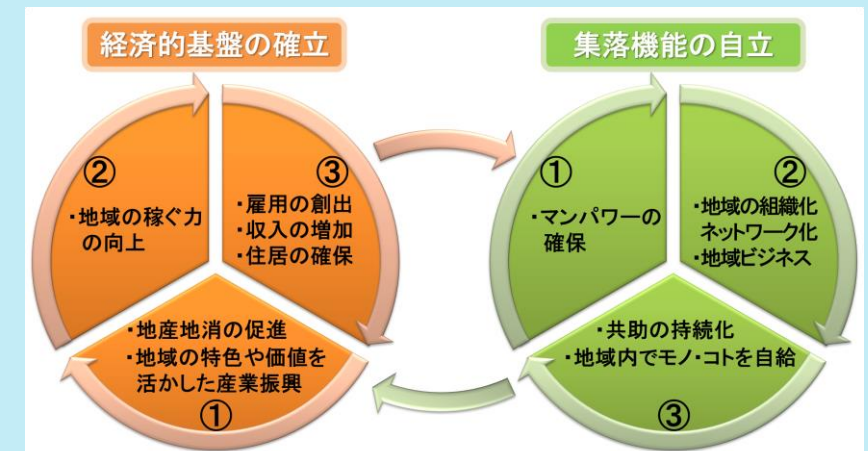 経済的基盤の確立
②
・地域の稼ぐ力
の向上
③
・雇用の創出
・収入の増加
・住居の確保
・地産地消の促進
・地域の特色や価値を
活かした産業振興
①
集落機能の自立
①
・マンパワーの
確保
②
・地域の組織化
ネットワーク化
・地域ビジネス
・共助の持続化
・地域内でモノ・コトを自給
③